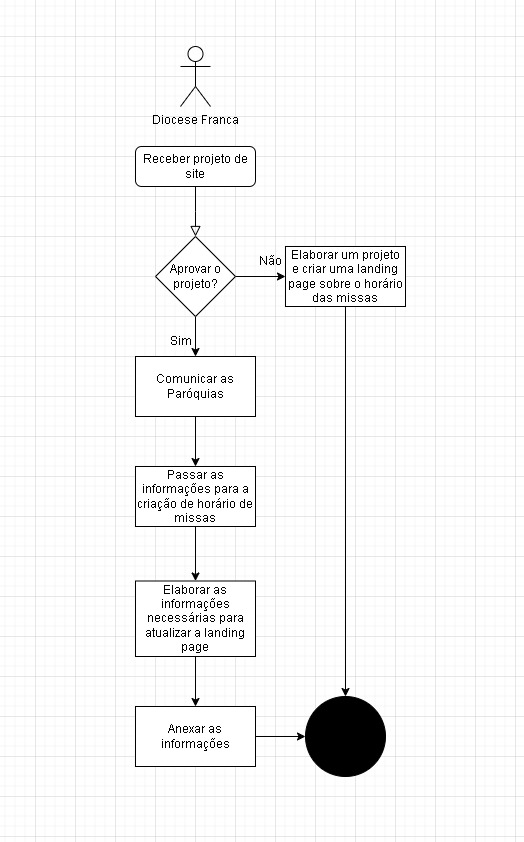 Diocese Franca
Receber projeto de
site
Aprovar o
projeto?
Não
Elaborar um projeto
e criar uma landing
page sobre o horário
das missas
Sim
Comunicar as
Paróquias
Passar as
informações para a
criação de horário de
missas
Elaborar as
informações
necessárias para
atualizar a landing
page
Anexar as
informações